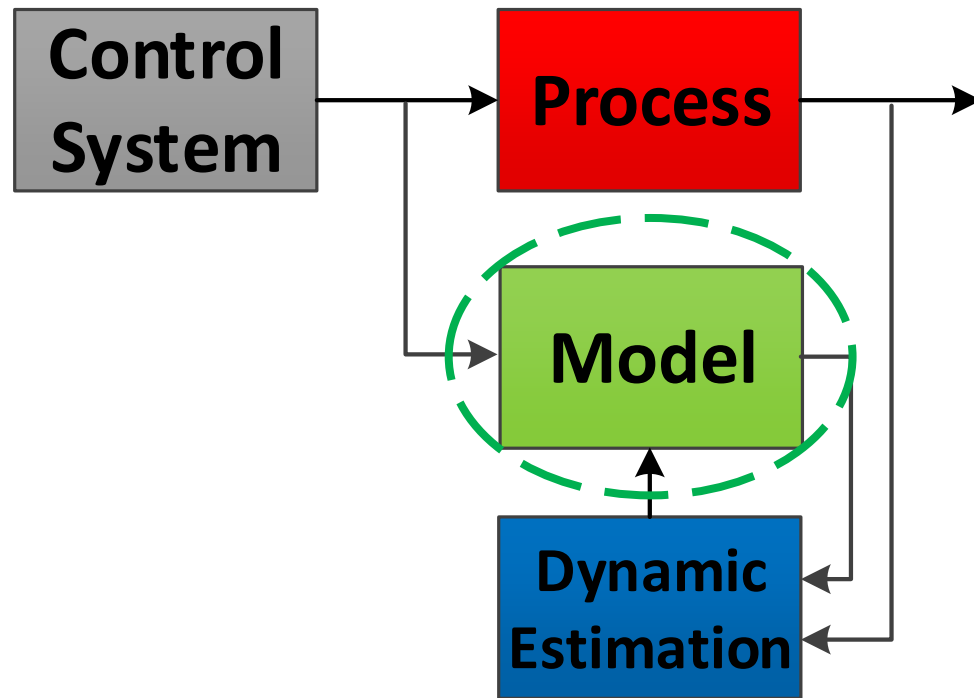 Control
System
Process
Model
Dynamic
Estimation